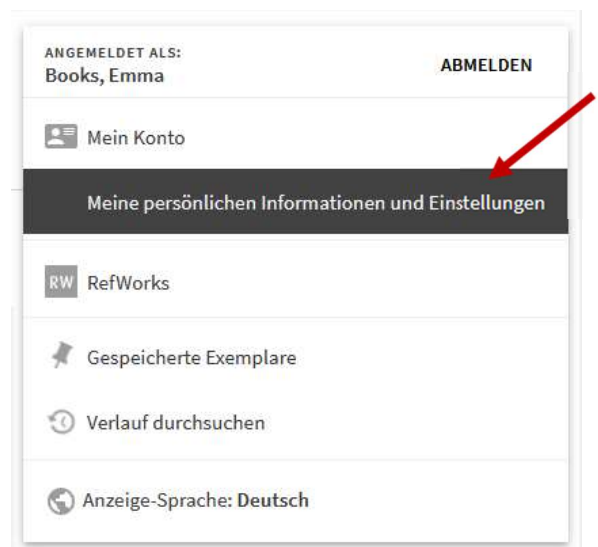 ANGEMELDET ALS:
Books, Emma
ABMELDEN
Mein Konto
Meine persönlichen Informationen und Einstellungen
RW RefWorks
Gespeicherte Exemplare
Verlauf durchsuchen
Anzeige-Sprache: Deutsch